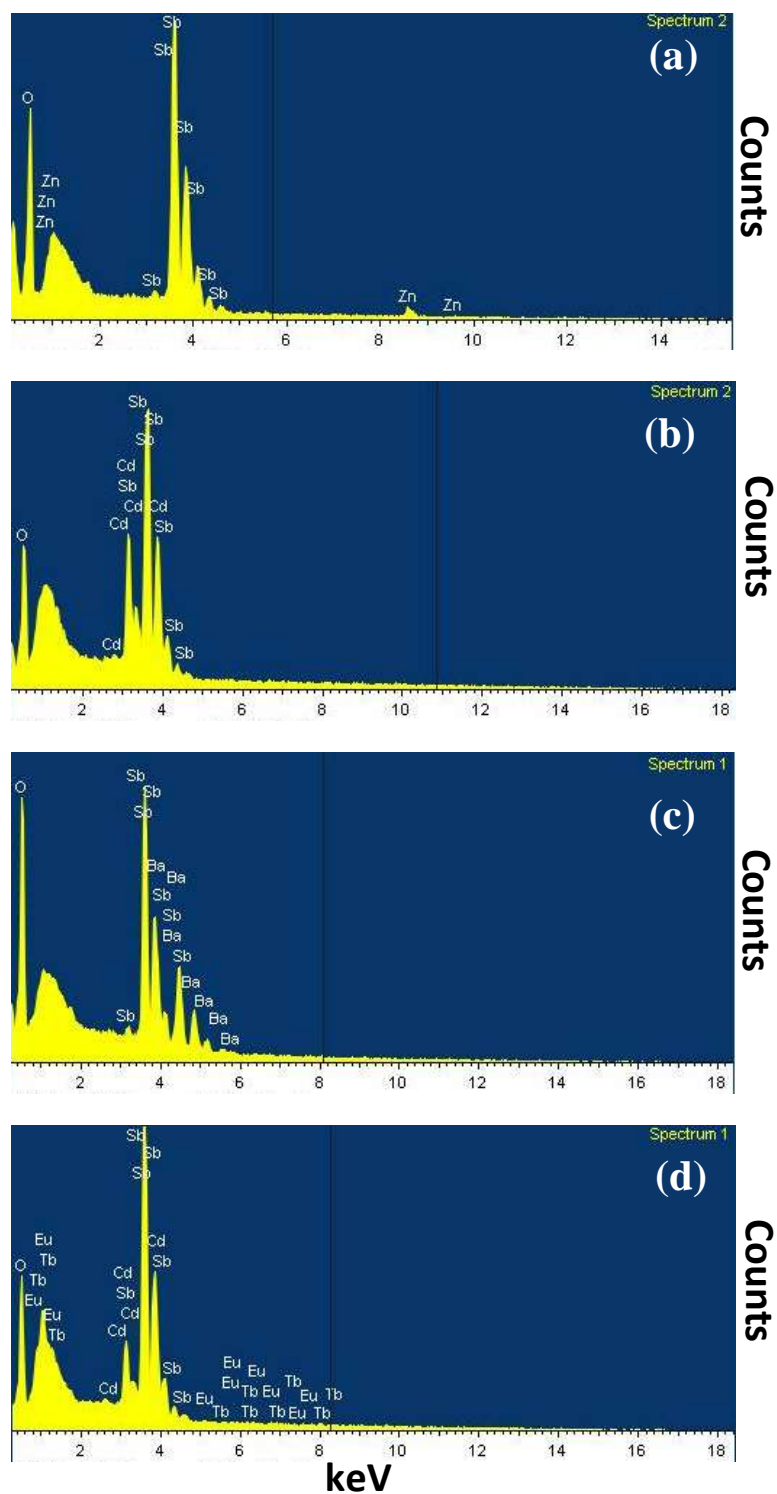 Spectrum 2
(a)
Sb
Sb
O
Sb
Zn
Sb
Zn
Zn
Sb
Sb
Sb
Zn
Zn
2 4 6 8 10 12 14
Counts
Spectrum 2
(b)
Sb
Sb
Sb
Cd
Sb
Cd Cd
Cd Sb
O
Sb
Cd
Sb
2 4 6 8 10 12 14 16 18
Counts
Spectrum 1
(c)
Sb
O
Sb
Sb
Ba
Ba
Sb
Sb
Ba
Sb
Ba
Ba
Sb
Ba
Ba
2 4 6 8 10 12 14 16 18
Counts
Spectrum 1
(d)
Sb
Sb
Sb
Eu
Cd
Tb
O
Sb
Cd
Tb
Sb
Eu
Cd
Eu
Cd
Tb
Eu
Eu
Sb
Eu
Tb
Cd
Tb
Eu
Eu
Tb
Sb
Eu
Tb
Tb
Tb
Eu
Tb
2 4 6 8 10 12 14 16 18
Counts
keV